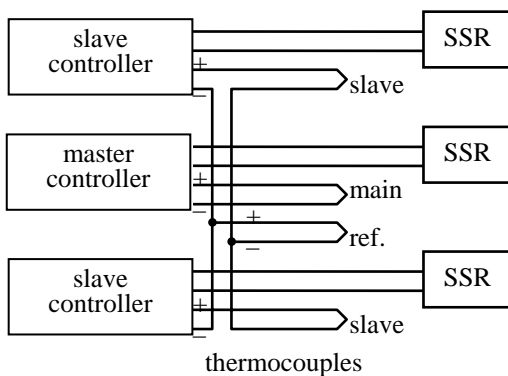 slave
controller
SSR
+
−
slave
master
controller
SSR
+
−
main
+
−
ref.
slave
controller
SSR
+
−
slave
thermocouples